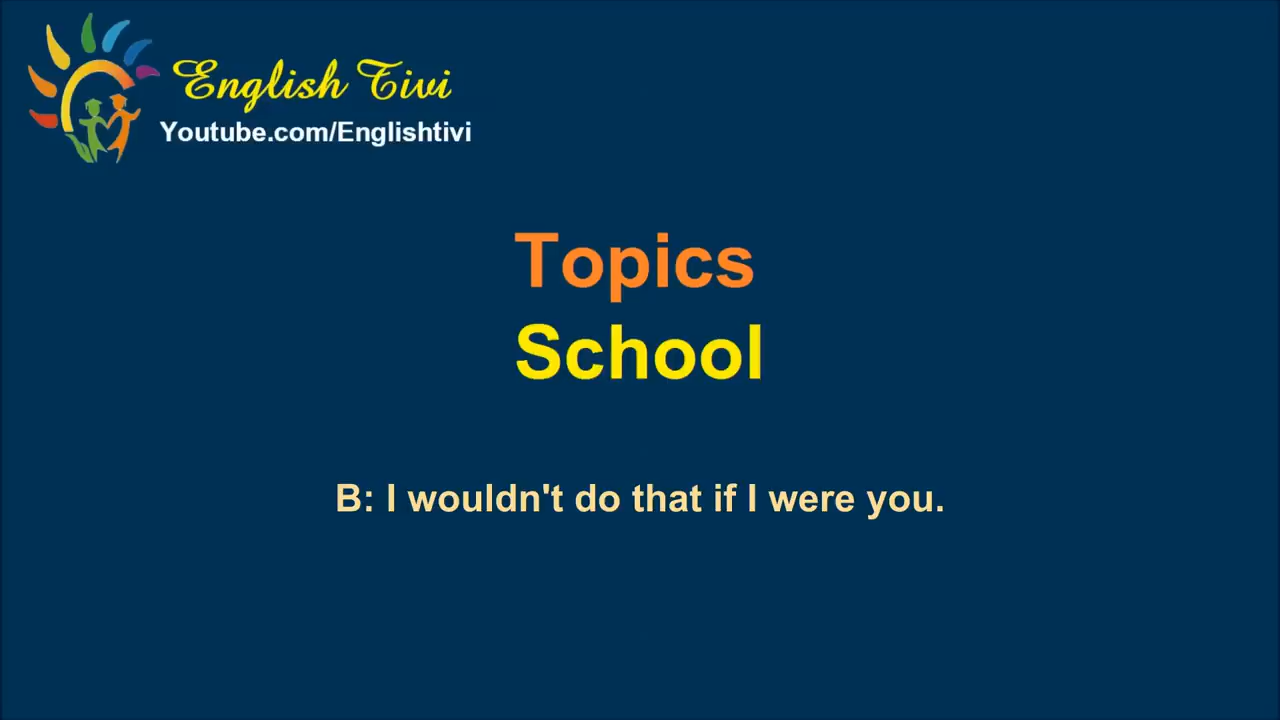 English Tivi
Youtube.com/Englishtivi
Topics
School
B: I wouldn't do that if I were you.